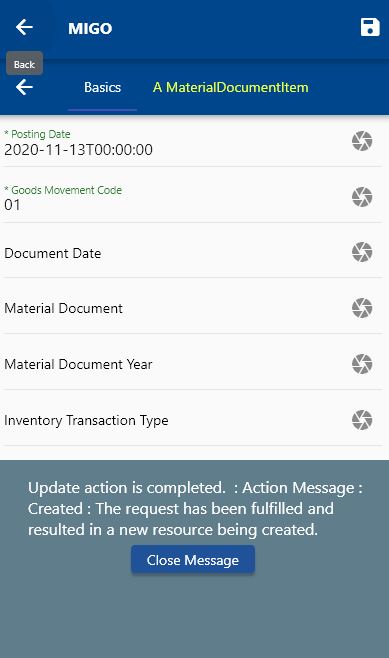 MIGO
Back
Basics A MaterialDocumentItem
* Posting Date
2020-11-13T00:00:00
* Goods Movement Code
01
Document Date
Material Document
Material Document Year
Inventory Transaction Type
Update action is completed.  : Action Message :
Created : The request has been fulfilled and
resulted in a new resource being created.
Close Message